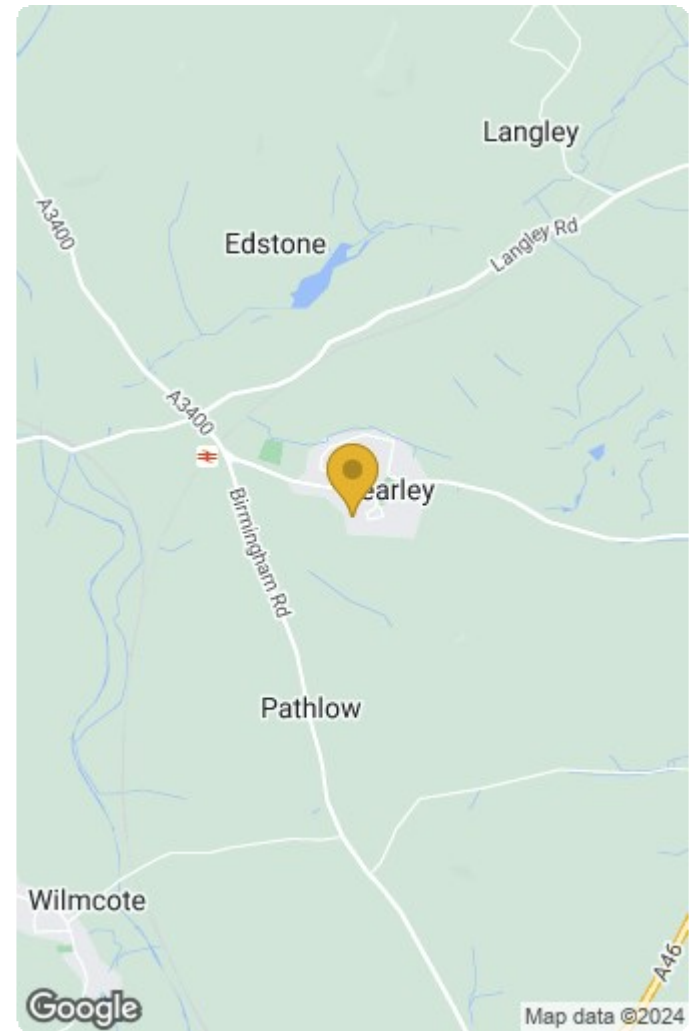 Langley
A3400
Langley Rd
Edstone
A3400
earley
Birmingham Rd
Pathlow
Wilmcote
A46
Google
Map data ©2024